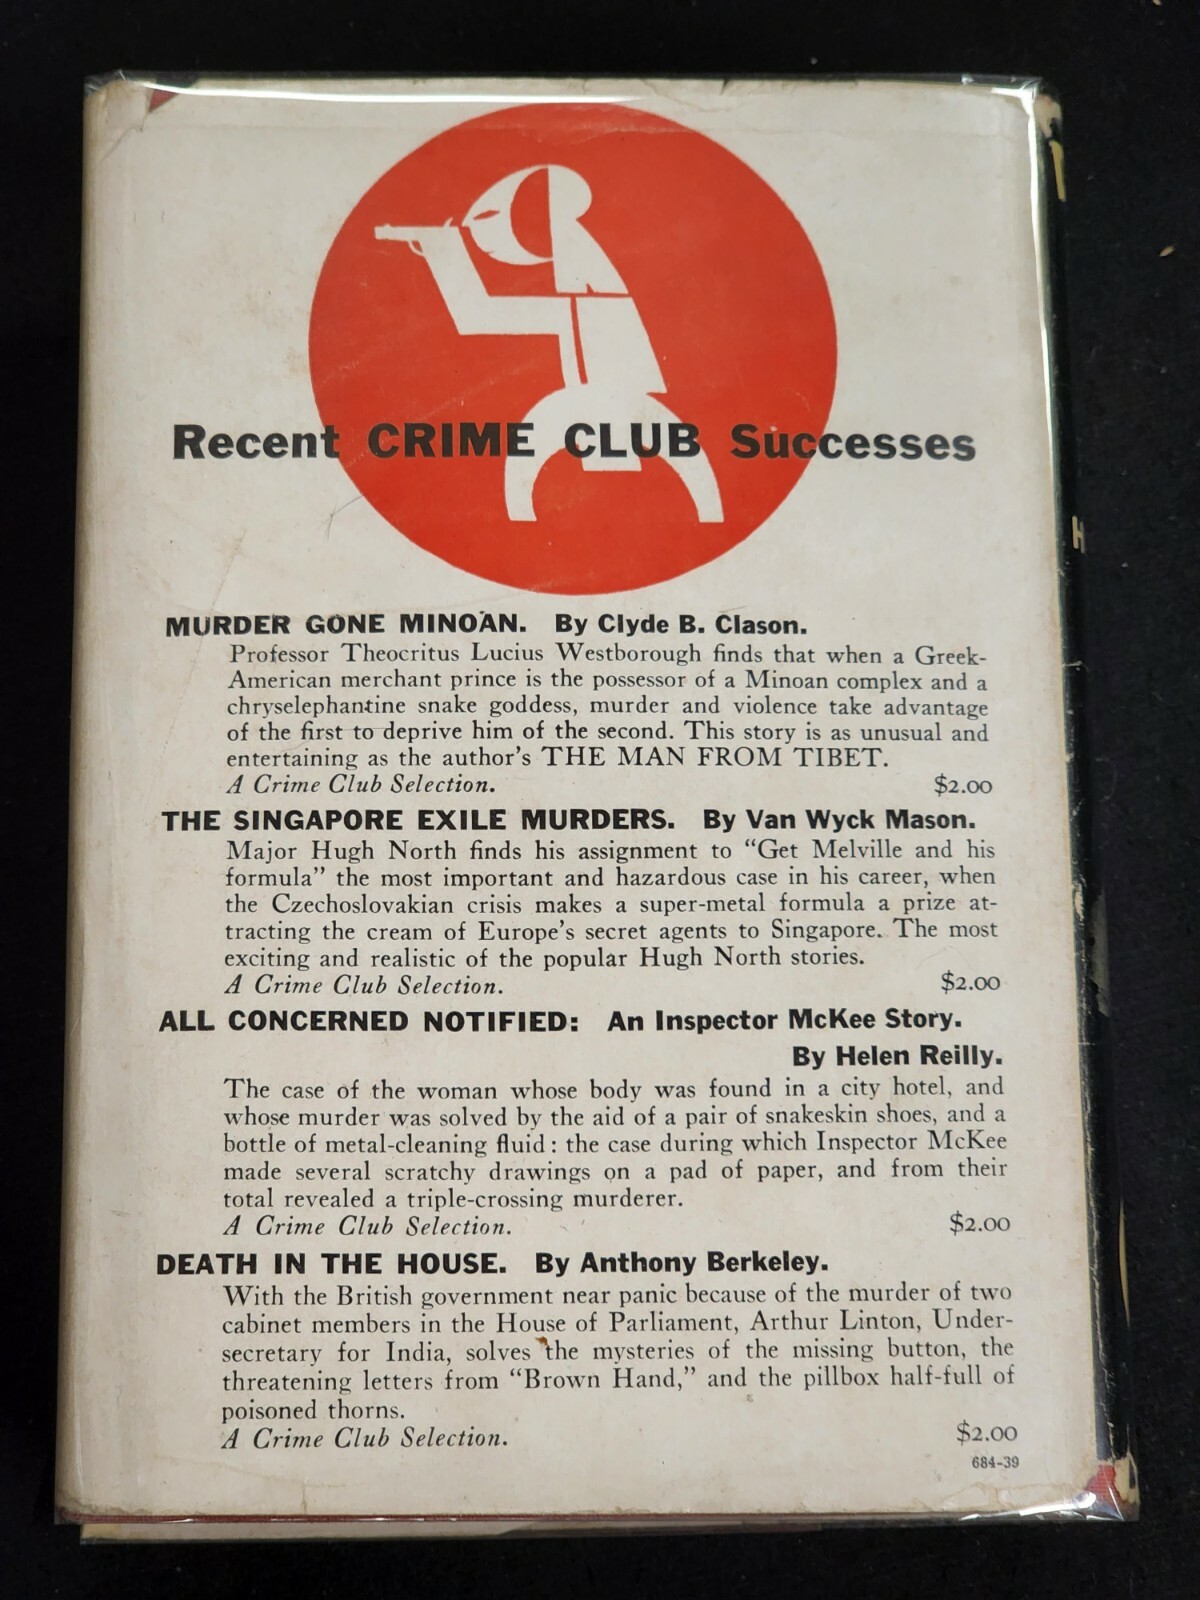 Recent CRIME CLUB Successes
MURDER GONE MINOAN. By Clyde B. Clason.
Professor Theocritus Lucius Westborough finds that when a Greek-
American merchant prince is the possessor of a Minoan complex and a
chryselephantine snake goddess, murder and violence take advantage
of the first to deprive him of the second. This story is as unusual and
entertaining as the author's THE MAN FROM TIBET.
A Crime Club Selection. $2.00
THE SINGAPORE EXILE MURDERS. By Van Wyck Mason.
Major Hugh North finds his assignment to "Get Melville and his
formula" the most important and hazardous case in his career, when
the Czechoslovakian crisis makes a super-metal formula a prize at-
tracting the cream of Europe's secret agents to Singapore. The most
exciting and realistic of the popular Hugh North stories.
A Crime Club Selection. $2.00
ALL CONCERNED NOTIFIED: An Inspector McKee Story.
By Helen Reilly.
The case of the woman whose body was found in a city hotel, and
whose murder was solved by the aid of a pair of snakeskin shoes, and a
bottle of metal-cleaning fluid: the case during which Inspector McKee
made several scratchy drawings on a pad of paper, and from their
total revealed a triple-crossing murderer.
A Crime Club Selection. $2.00
DEATH IN THE HOUSE. By Anthony Berkeley.
With the British government near panic because of the murder of two
cabinet members in the House of Parliament, Arthur Linton, Under-
secretary for India, solves the mysteries of the missing button, the
threatening letters from "Brown Hand," and the pillbox half-full of
poisoned thorns.
A Crime Club Selection. $2.00
684-39
H